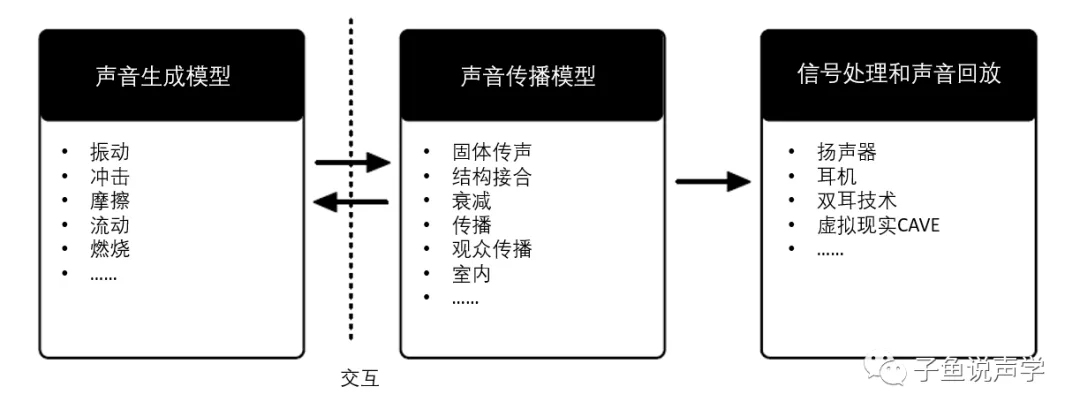 声音生成模型
• 振动
• 冲击
• 摩擦
• 流动
• 燃烧
• ……
交互
声音传播模型
• 固体传声
• 结构接合
• 衰减
• 传播
• 观众传播
• 室内
• ……
信号处理和声音回放
• 扬声器
• 耳机
• 双耳技术
• 虚拟现实CAVE
• ……
子鱼说声学